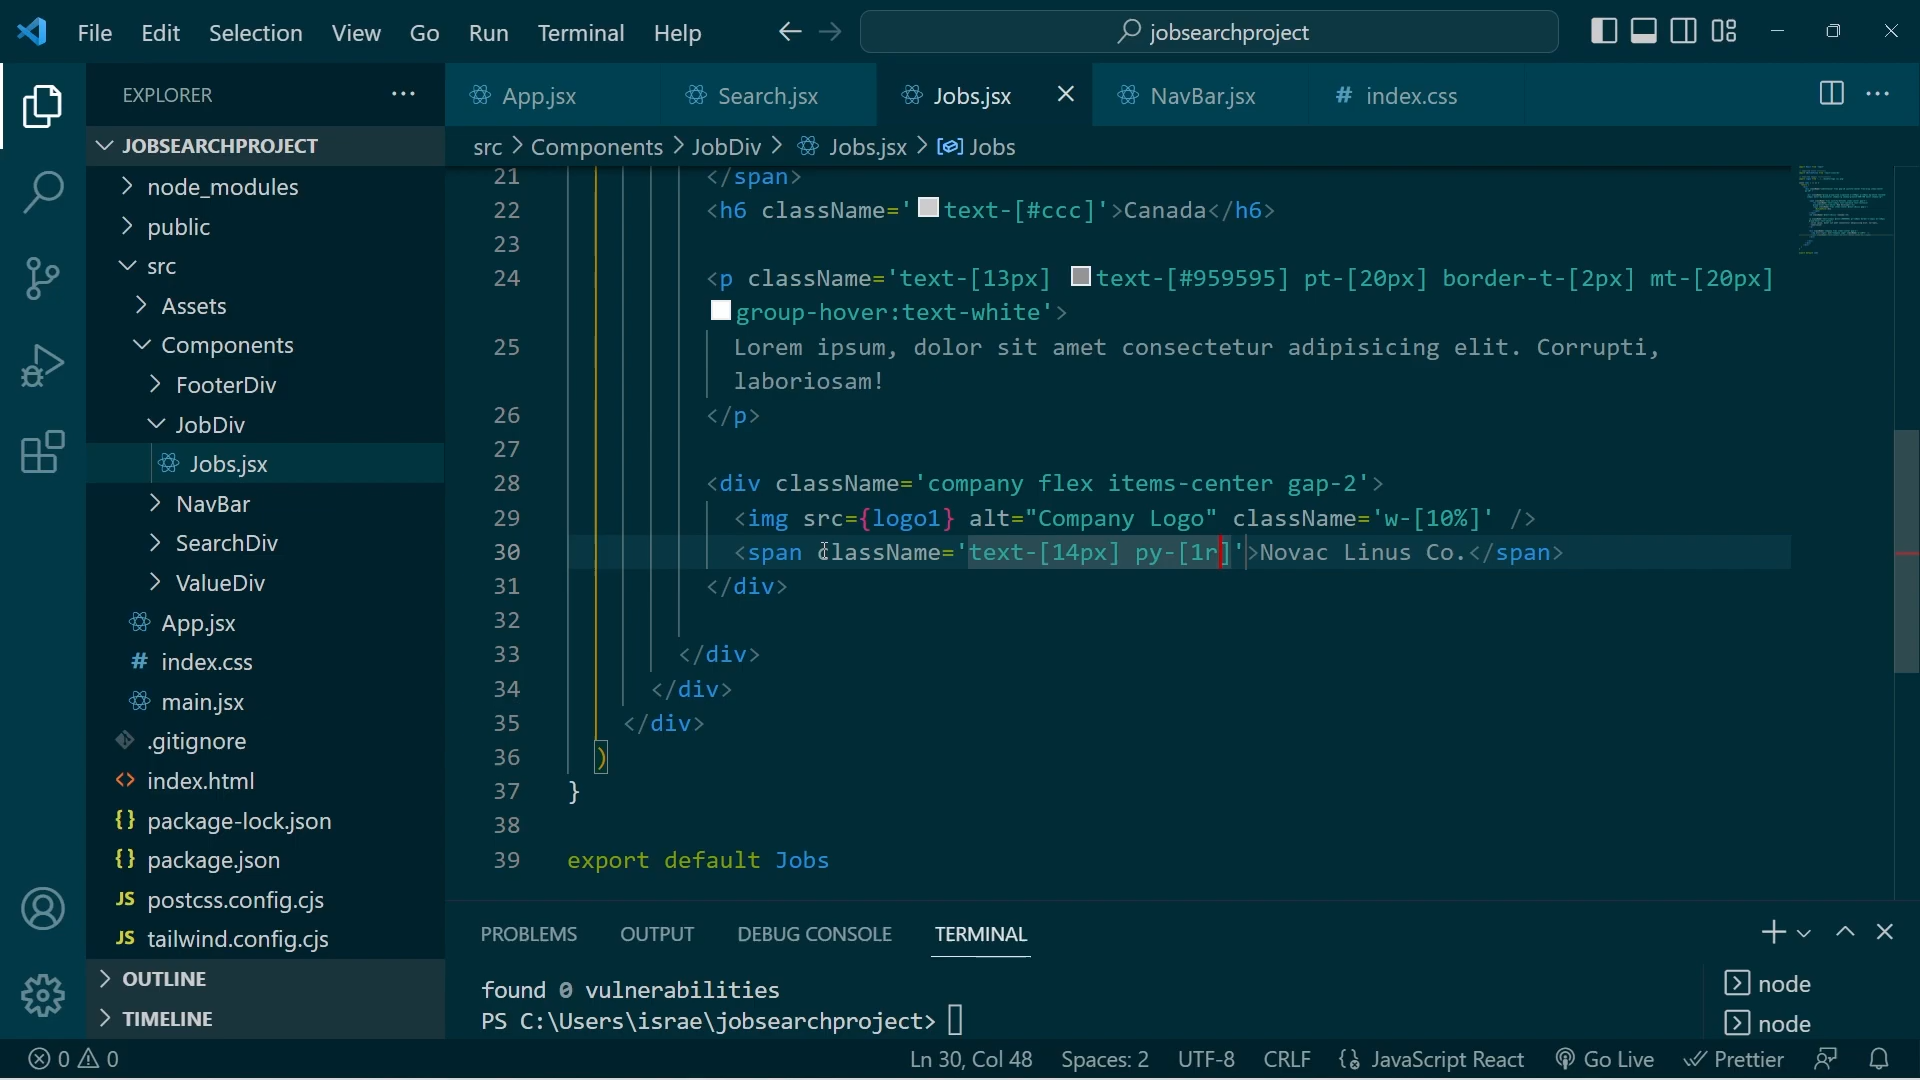 File Edit Selection View Go Run Terminal Help
jobsearchproject
EXPLORER
JOBSEARCHPROJECT
node_modules
public
src
Assets
Components
FooterDiv
JobDiv
Jobs.jsx
NavBar
SearchDiv
ValueDiv
App.jsx
# index.css
main.jsx
.gitignore
<> index.html
{} package-lock.json
{} package.json
JS postcss.config.cjs
JS tailwind.config.cjs
OUTLINE
TIMELINE
App.jsx Search.jsx Jobs.jsx NavBar.jsx # index.css
src > Components > JobDiv > Jobs.jsx > Jobs
21 </span>
22 <h6 className='text-[#ccc]'>Canada</h6>
23
24 <p className='text-[13px] text-[#959595] pt-[20px] border-t-[2px] mt-[20px]
group-hover:text-white'>
25 Lorem ipsum, dolor sit amet consectetur adipisicing elit. Corrupti,
laboriosam!
26 </p>
27
28 <div className='company flex items-center gap-2'>
29 <img src={logo1} alt="Company Logo" className='w-[10%]' />
30 <span className='text-[14px] py-[1r]'>Novac Linus Co.</span>
31 </div>
32
33 </div>
34 </div>
35 </div>
36 )
37 }
38
39 export default Jobs
PROBLEMS OUTPUT DEBUG CONSOLE TERMINAL
found 0 vulnerabilities
PS C:\Users\israe\jobsearchproject>
node
node
0 0
Ln 30, Col 48 Spaces: 2 UTF-8 CRLF JavaScript React Go Live Prettier